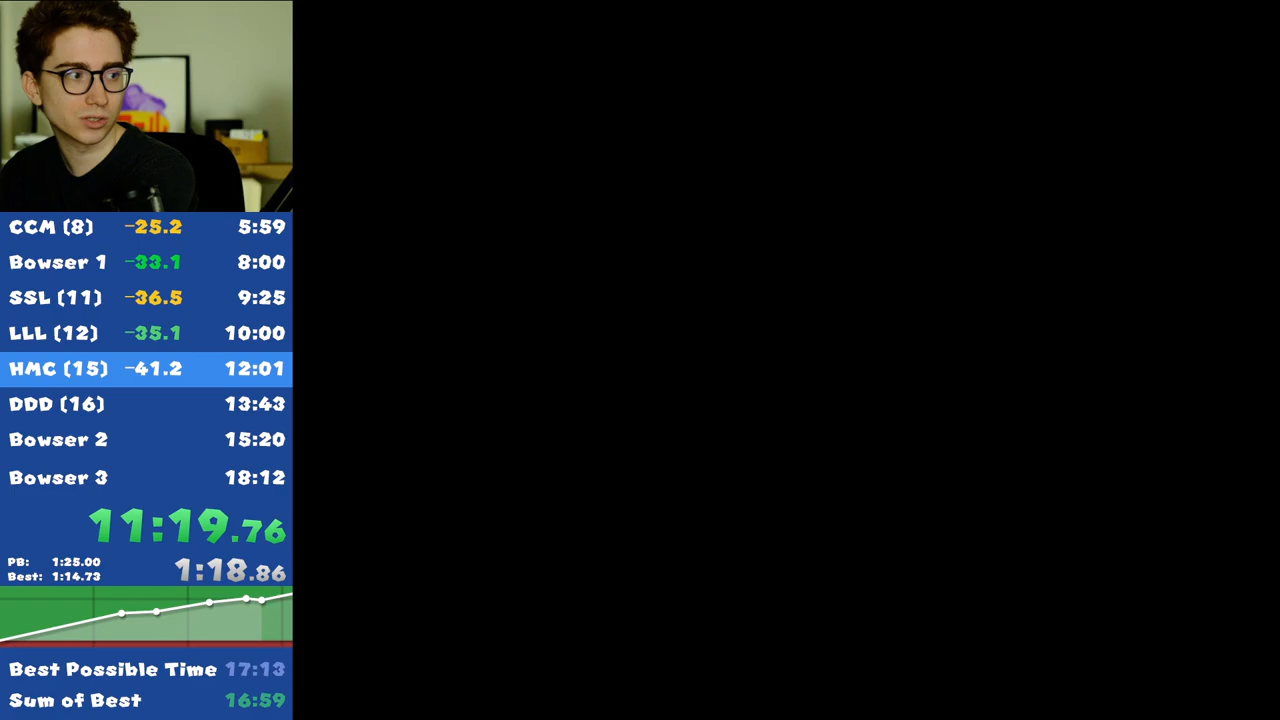 CCM (8) -25.2 5:59
Bowser 1 -33.1 8:00
SSL (11) -36.5 9:25
LLL (12) -35.1 10:00
HMC (15) -41.2 12:01
DDD (16) 13:43
Bowser 2 15:20
Bowser 3 18:12
11:19.76
PB: 1:25.00 1:18.86
Best: 1:14.73
Best Possible Time 17:13
Sum of Best 16:59